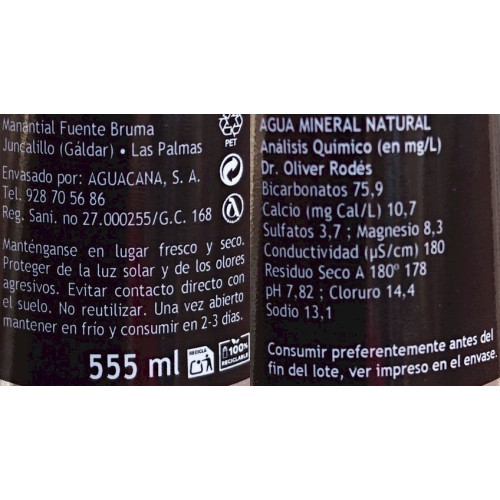 Manantial Fuente Bruma
Juncalillo (Gáldar) • Las Palmas
PET
Envasado por: AGUACANA, S. A.
Tel. 928 70 56 86
Reg. Sani. no 27.000255/G.C. 168
Manténganse en lugar fresco y seco.
Proteger de la luz solar y de los olores
agresivos. Evitar contacto directo con
el suelo. No reutilizar. Una vez abierto
mantener en frío y consumir en 2-3 días.
555 ml
RECICLA
100%
RECICLABLE
AGUA MINERAL NATURAL
Análisis Químico (en mg/L)
Dr. Oliver Rodés
Bicarbonatos 75,9
Calcio (mg Cal/L) 10,7
Sulfatos 3,7 ; Magnesio 8,3
Conductividad (µS/cm) 180
Residuo Seco A 180º 178
pH 7,82 ; Cloruro 14,4
Sodio 13,1
Consumir preferentemente antes del
fin del lote, ver impreso en el envase.